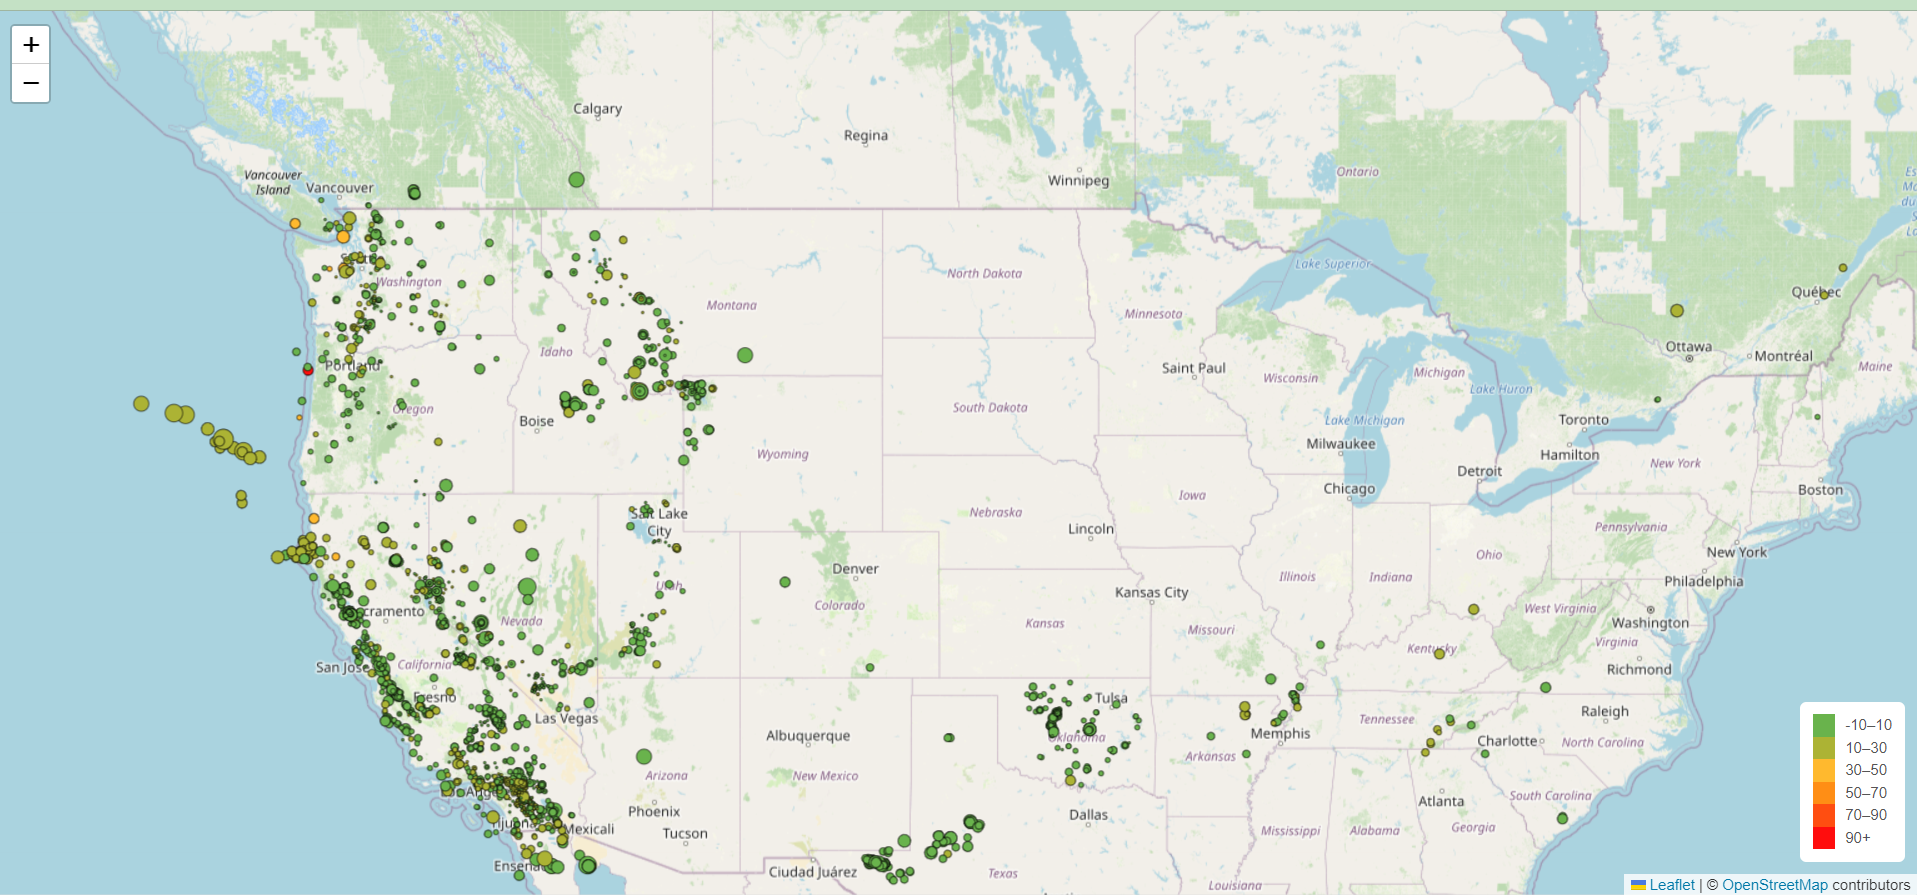 +
−
Calgary
Regina
Vancouver
Island
Vancouver
Winnipeg
Ontario
Lake Superior
Washington
North Dakota
Montana
Minnesota
Québec
Ottawa
Montréal
Idaho
Portland
Saint Paul
Wisconsin
Michigan
Lake Huron
Maine
Oregon
South Dakota
Boise
Lake Michigan
Toronto
Milwaukee
Hamilton
Wyoming
Detroit
New York
Chicago
Boston
Iowa
Salt Lake
City
Nebraska
Lincoln
Pennsylvania
New York
Ohio
Denver
Illinois
Indiana
Philadelphia
Utah
Kansas City
Colorado
cramento
West Virginia
Nevada
Kansas
Missouri
Washington
Virginia
Kentucky
San Jose
California
Richmond
Fresno
Tulsa
Las Vegas
Raleigh
Tennessee
Albuquerque
Oklahoma
Memphis
Charlotte
North Carolina
Arkansas
Arizona
New Mexico
South Carolina
Phoenix
Dallas
Atlanta
Tijuana
Mexicali
Tucson
Mississippi
Alabama
Georgia
Ensena
Ciudad Juárez
Texas
Louisiana
-10–10
10–30
30–50
50–70
70–90
90+
Leaflet | © OpenStreetMap contributors